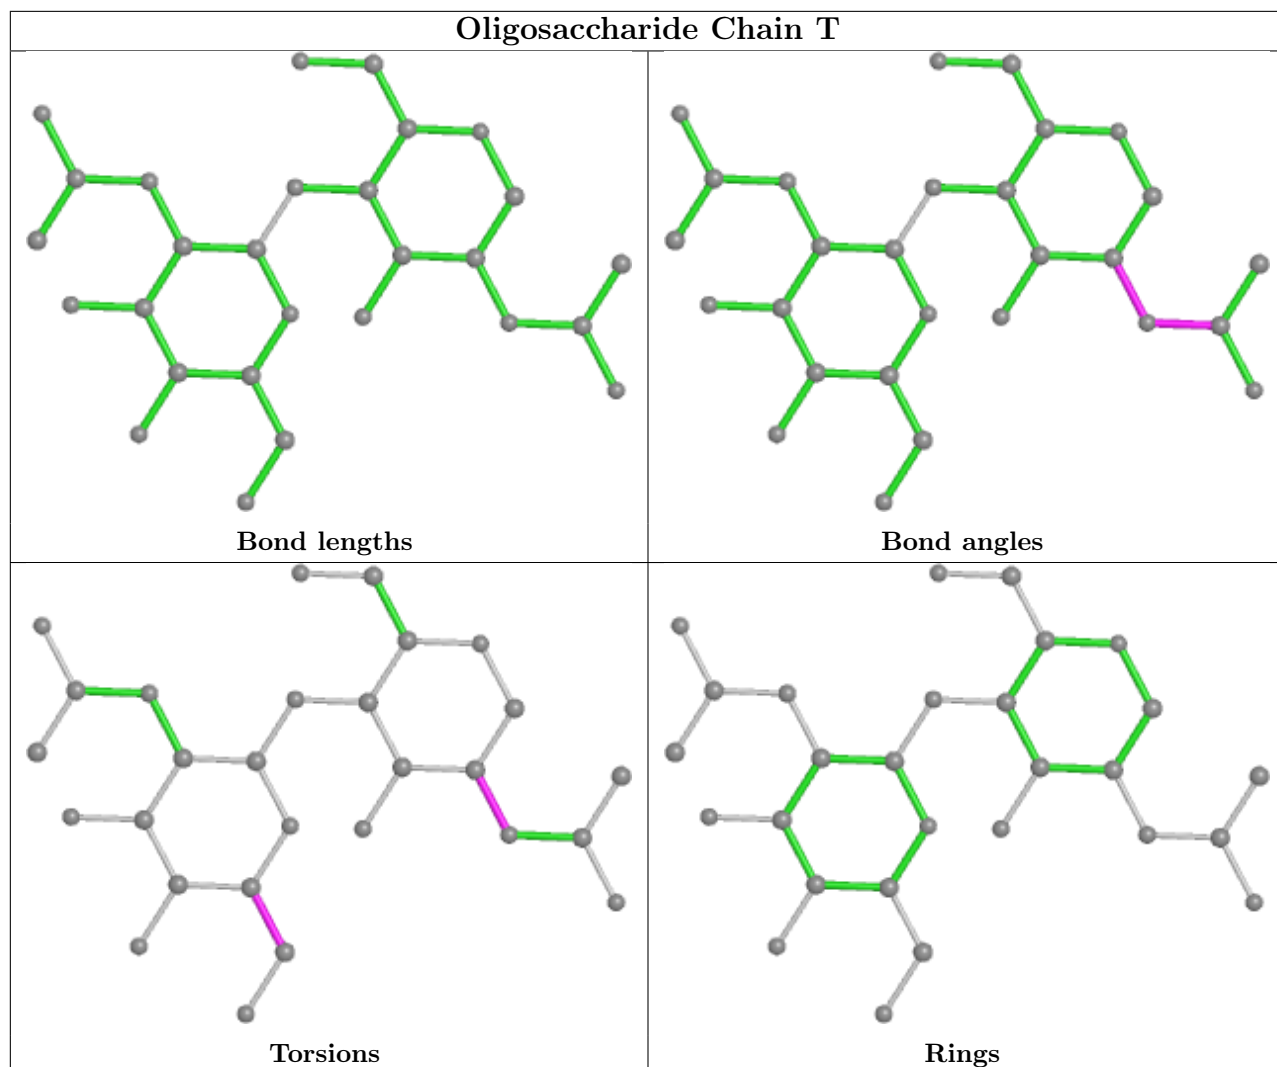 Oligosaccharide Chain T
Bond lengths
Bond angles
Torsions
Rings